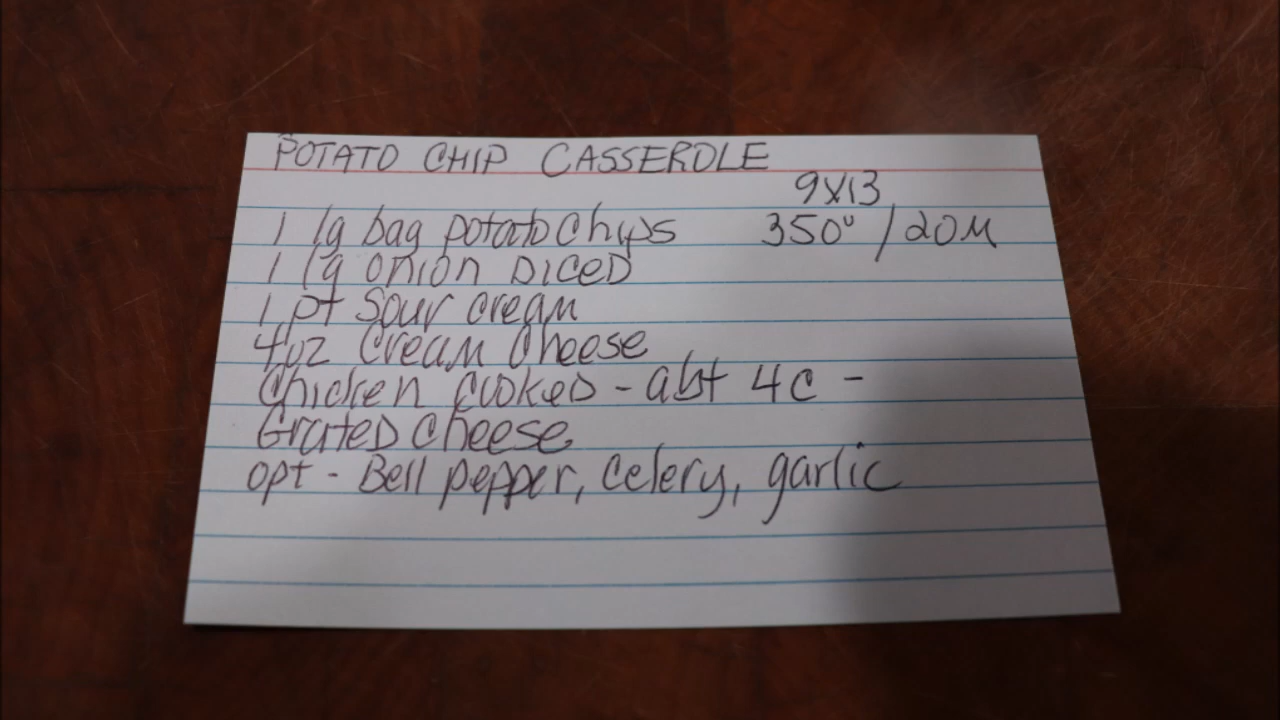 POTATO CHIP CASSEROLE
9X13
1 lg bag potato chips 350° / 20M
1 lg onion DICED
1 pt Sour cream
4oz Cream Cheese
Chicken cooked - abt 4c -
Grated Cheese
opt - Bell pepper, celery, garlic